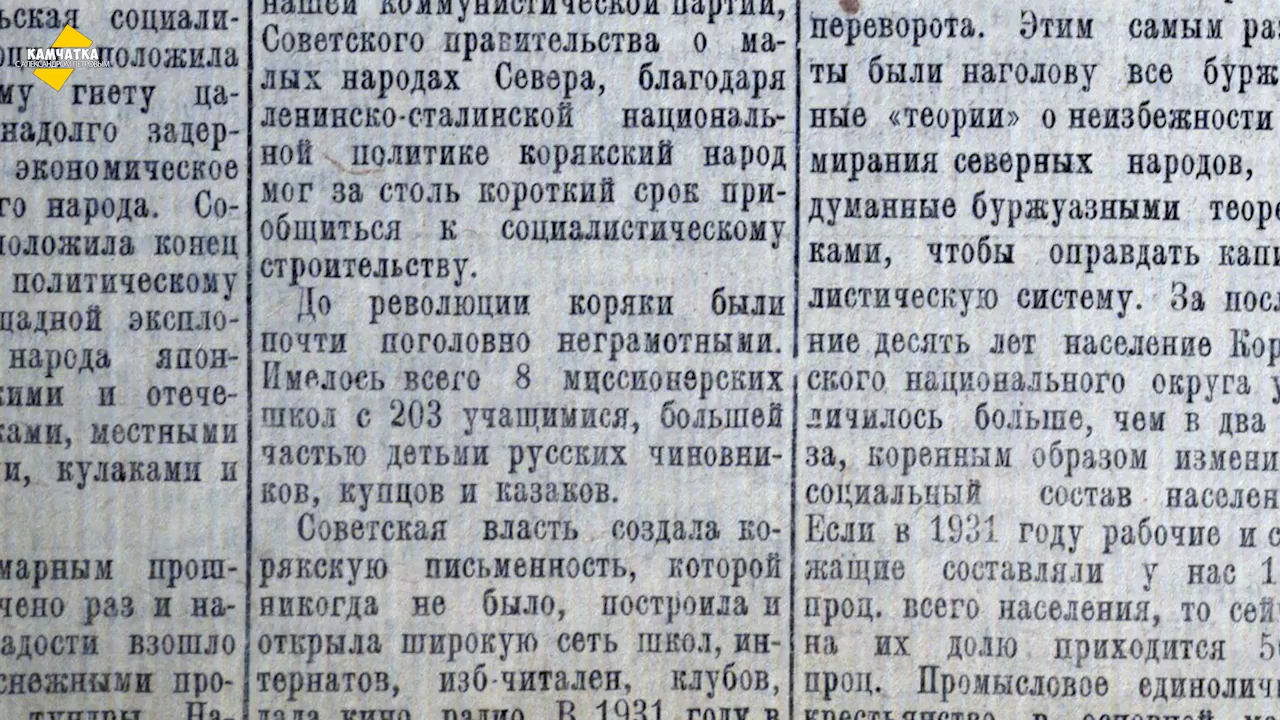 КАМЧАТКА
С АЛЕКСАНДРОМ ПЕТРОВЫМ
социали-
положила
гнету ца-
надолго задер-
экономическое
го народа. Со-
положила конец
политическому
щадной экспло-
народа япон-
кими и отече-
ками, местными
и, кулаками и
марным прош-
чено раз и на-
адости взошло
снежными про-
тундры. На-
нашей коммунистической партии,
Советского правительства о ма-
лых народах Севера, благодаря
ленинско-сталинской националь-
ной политике корякский народ
мог за столь короткий срок при-
общиться к социалистическому
строительству.
До революции коряки были
почти поголовно неграмотными.
Имелось всего 8 миссионерских
школ с 203 учащимися, большей
частью детьми русских чиновни-
ков, купцов и казаков.
Советская власть создала ко-
рякскую письменность, которой
никогда не было, построила и
открыла широкую сеть школ, ин-
тернатов, изб-читален, клубов,
кино, радио. В 1931 году в
переворота. Этим самым раз
ты были наголову все бурж
ные «теории» о неизбежности
мирания северных народов,
думанные буржуазными теоре
ками, чтобы оправдать капи
листическую систему. За посл
ние десять лет население Кор
ского национального округа у
личилось больше, чем в два
за, коренным образом измени
социальный состав населен
Если в 1931 году рабочие и с
жащие составляли у нас 1
проц. всего населения, то сей
на их долю приходится 5
проц. Промысловое единолич
крестьянство в основной